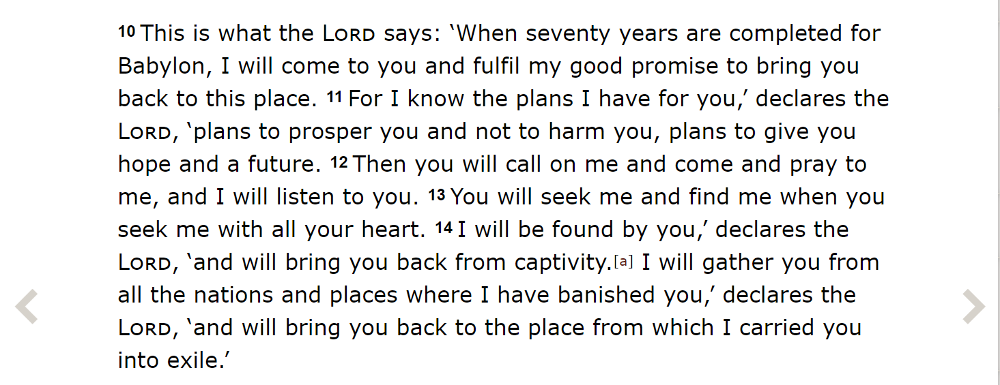 10 This is what the LORD says: ‘When seventy years are completed for
Babylon, I will come to you and fulfil my good promise to bring you
back to this place. 11 For I know the plans I have for you,’ declares the
LORD, ‘plans to prosper you and not to harm you, plans to give you
hope and a future. 12 Then you will call on me and come and pray to
me, and I will listen to you. 13 You will seek me and find me when you
seek me with all your heart. 14 I will be found by you,’ declares the
LORD, ‘and will bring you back from captivity.[a] I will gather you from
all the nations and places where I have banished you,’ declares the
LORD, ‘and will bring you back to the place from which I carried you
into exile.’